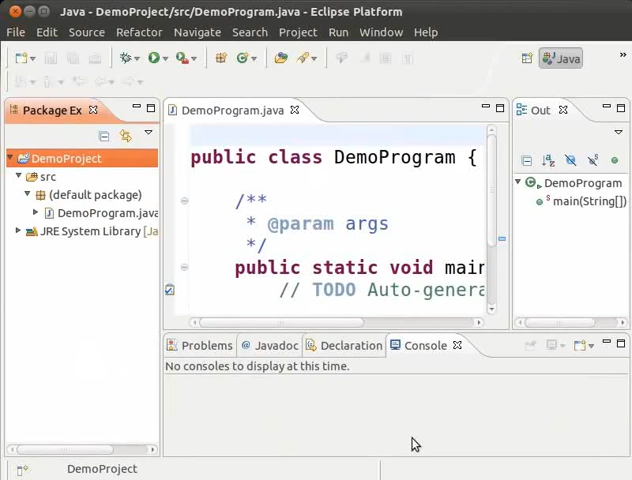 Java - DemoProject/src/DemoProgram.java - Eclipse Platform
File Edit Source Refactor Navigate Search Project Run Window Help
Java
Package Ex
DemoProgram.java
Out
DemoProject
src
(default package)
DemoProgram.java
JRE System Library [Ja
public class DemoProgram {
/**
* @param args
*/
public static void main
// TODO Auto-genera
DemoProgram
main(String[])
Problems @ Javadoc Declaration Console
No consoles to display at this time.
DemoProject